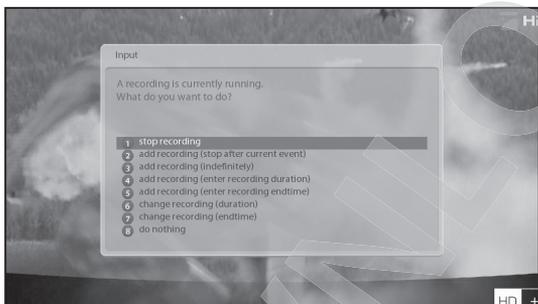 Hi
Input
A recording is currently running.
What do you want to do?
1 stop recording
2 add recording (stop after current event)
3 add recording (indefinitely)
4 add recording (enter recording duration)
5 add recording (enter recording endtime)
6 change recording (duration)
7 change recording (endtime)
8 do nothing
HD +